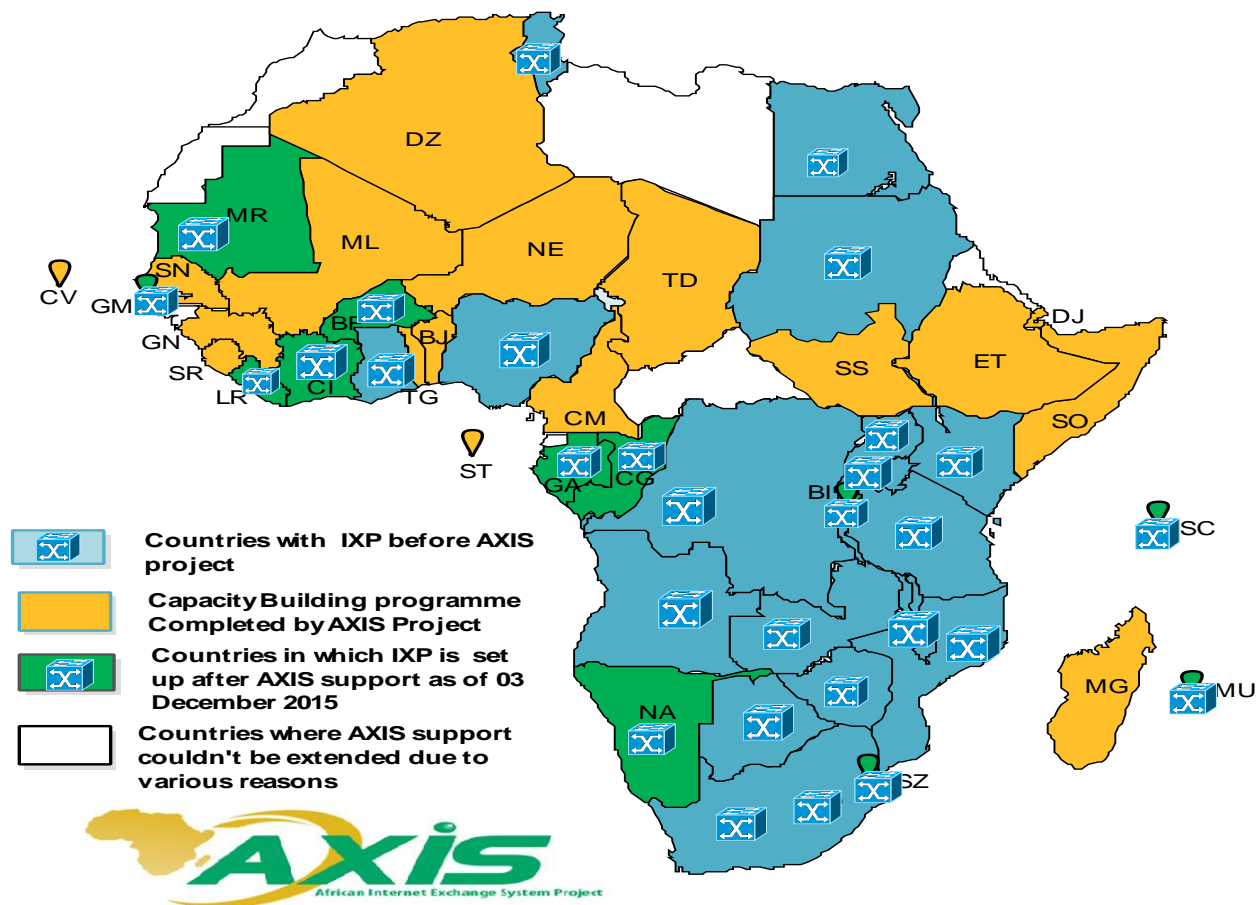 DZ
MR
ML
NE
TD
SN
CV
GM
GN
BF
BJ
DJ
SR
SS
ET
LR
CI
TG
CM
SO
ST
GA
CG
BI
SC
Countries with IXP before AXIS
project
Capacity Building programme
Completed by AXIS Project
Countries in which IXP is set
up after AXIS support as of 03
December 2015
Countries where AXIS support
couldn't be extended due to
various reasons
NA
MG
MU
SZ
AXIS
African Internet Exchange System Project